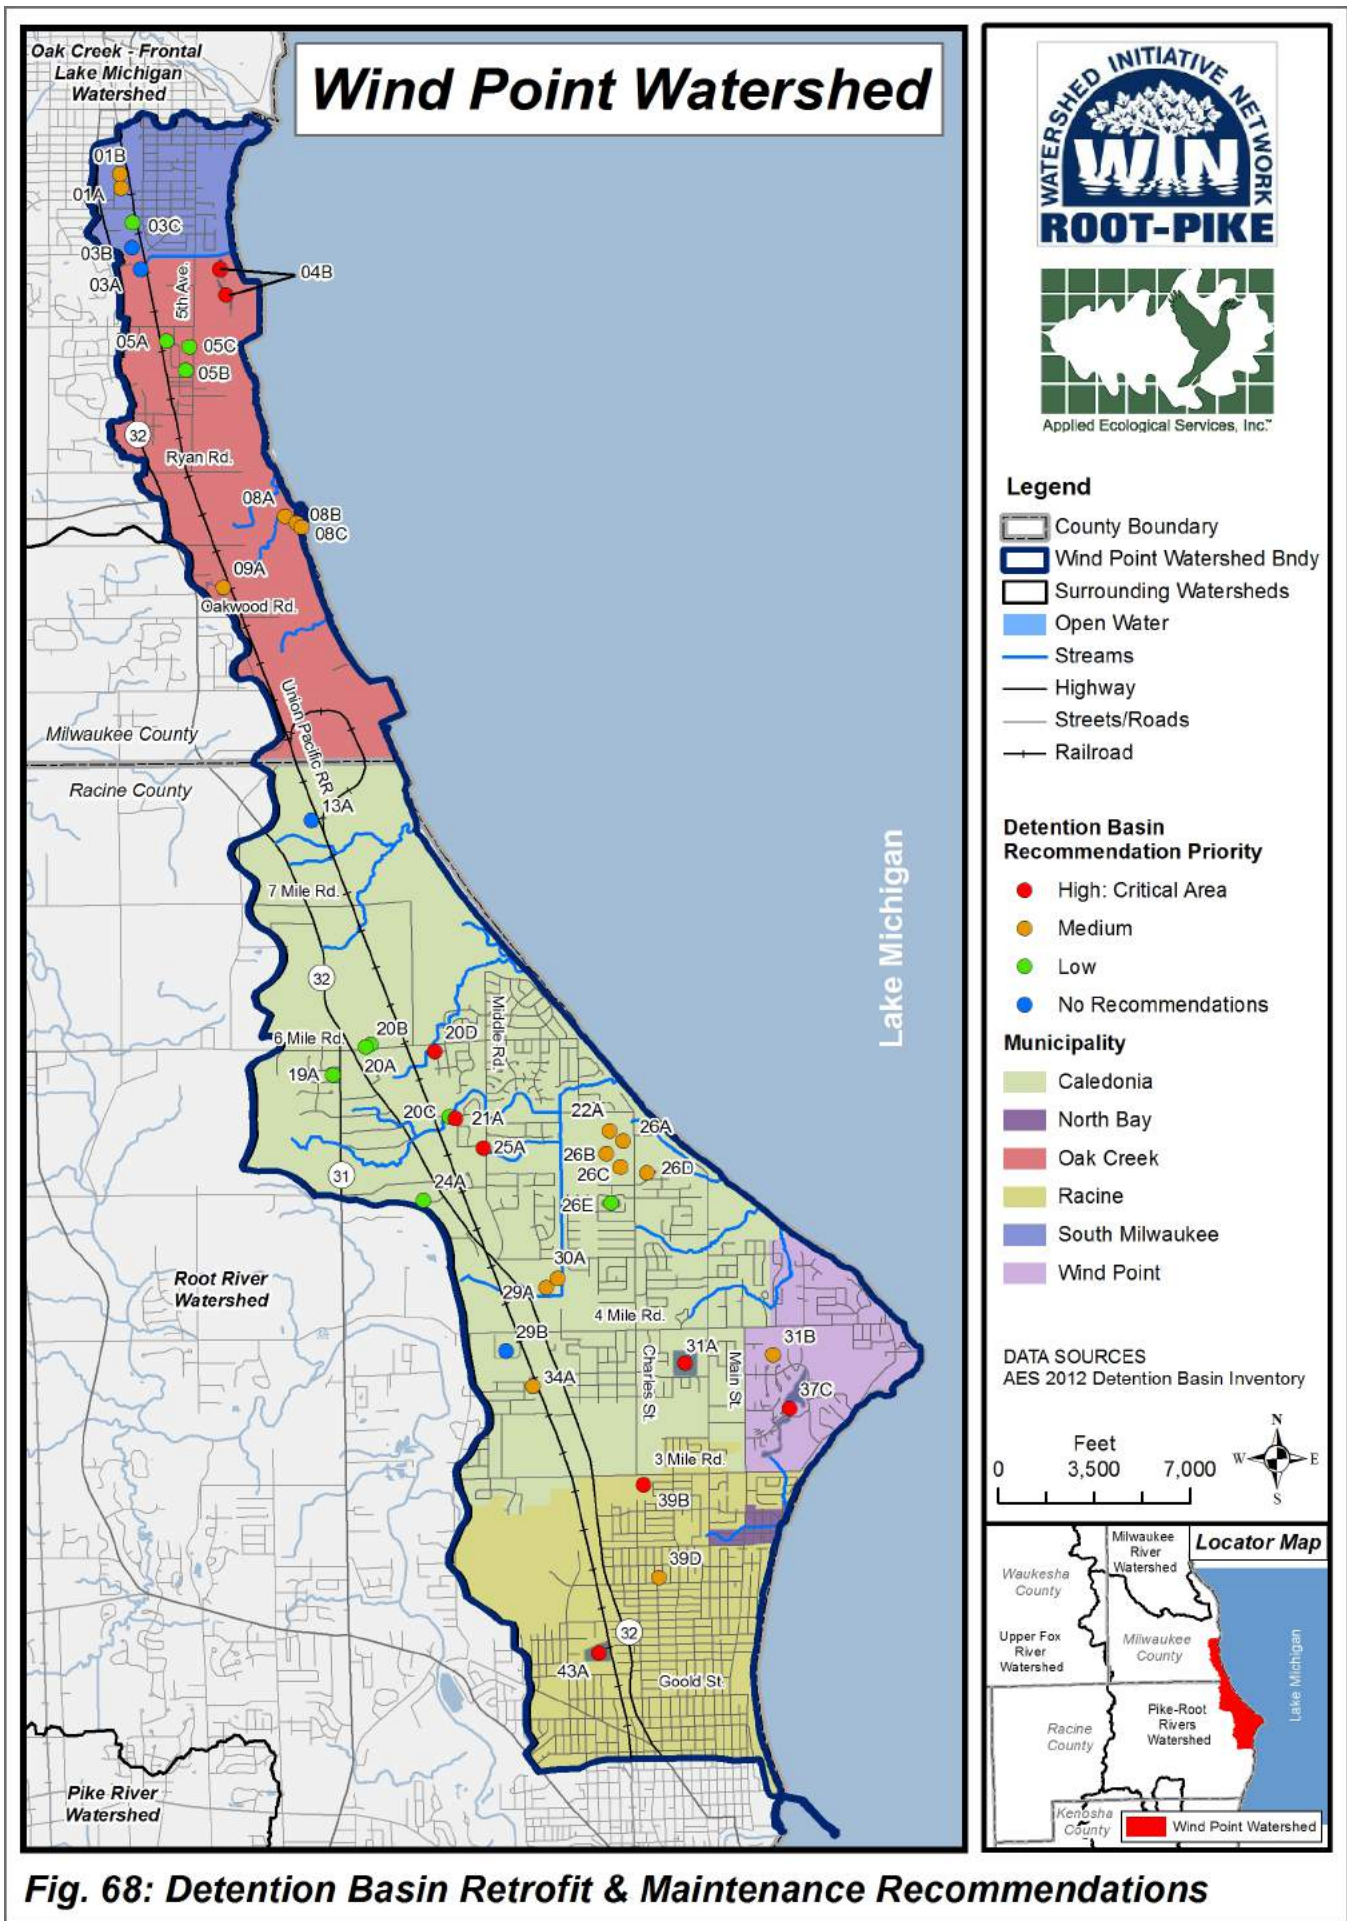 Oak Creek - Frontal
Lake Michigan
Watershed
Wind Point Watershed
01B
01A
03C
03B
03A
5th Ave.
04B
05A
05C
05B
32
Ryan Rd.
08A
08B
08C
09A
Oakwood Rd.
Union Pacific RR
Milwaukee County
Racine County
13A
7 Mile Rd.
32
Lake Michigan
Middle Rd.
6 Mile Rd.
20B
20D
20A
19A
20C
21A
22A
26A
25A
26B
26C
26D
31
24A
26E
30A
29A
Root River
Watershed
4 Mile Rd.
29B
31A
31B
Charles St.
Main St.
34A
37C
3 Mile Rd.
39B
39D
32
43A
Goold St.
Pike River
Watershed
WATERSHED INITIATIVE NETWORK
WIN
ROOT-PIKE
Applied Ecological Services, Inc.™
Legend
County Boundary
Wind Point Watershed Bndy
Surrounding Watersheds
Open Water
Streams
Highway
Streets/Roads
Railroad
Detention Basin
Recommendation Priority
High: Critical Area
Medium
Low
No Recommendations
Municipality
Caledonia
North Bay
Oak Creek
Racine
South Milwaukee
Wind Point
DATA SOURCES
AES 2012 Detention Basin Inventory
Feet
0 3,500 7,000
N
W E
S
Locator Map
Milwaukee
River
Watershed
Waukesha
County
Upper Fox
River
Watershed
Milwaukee
County
Lake Michigan
Pike-Root
Rivers
Watershed
Racine
County
Kenosha
County
Wind Point Watershed
Fig. 68: Detention Basin Retrofit & Maintenance Recommendations